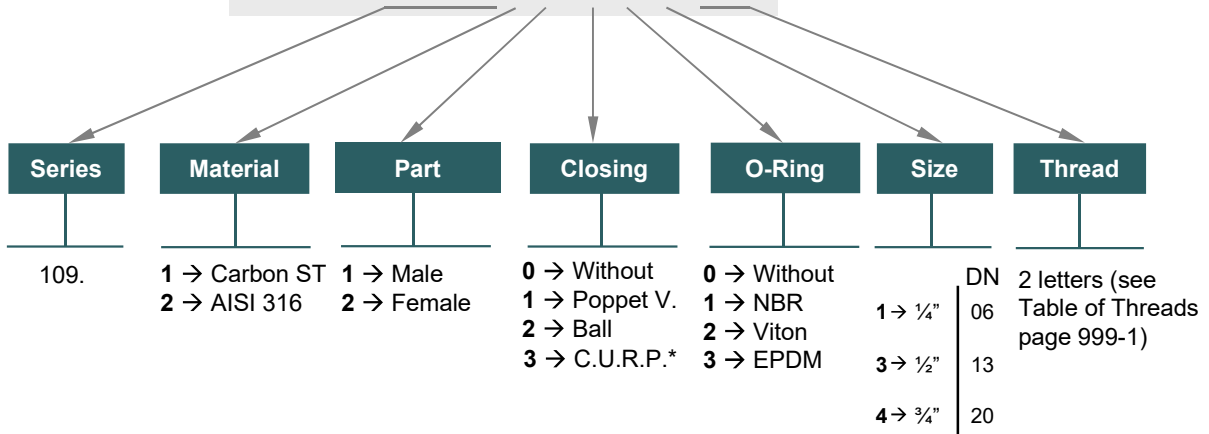 Series
Material
Part
Closing
O-Ring
Size
Thread
109.
1 → Carbon ST
2 → AISI 316
1 → Male
2 → Female
0 → Without
1 → Poppet V.
2 → Ball
3 → C.U.R.P.*
0 → Without
1 → NBR
2 → Viton
3 → EPDM
DN
1 → ¼” 06
3 → ½” 13
4 → ¾” 20
2 letters (see
Table of Threads
page 999-1)